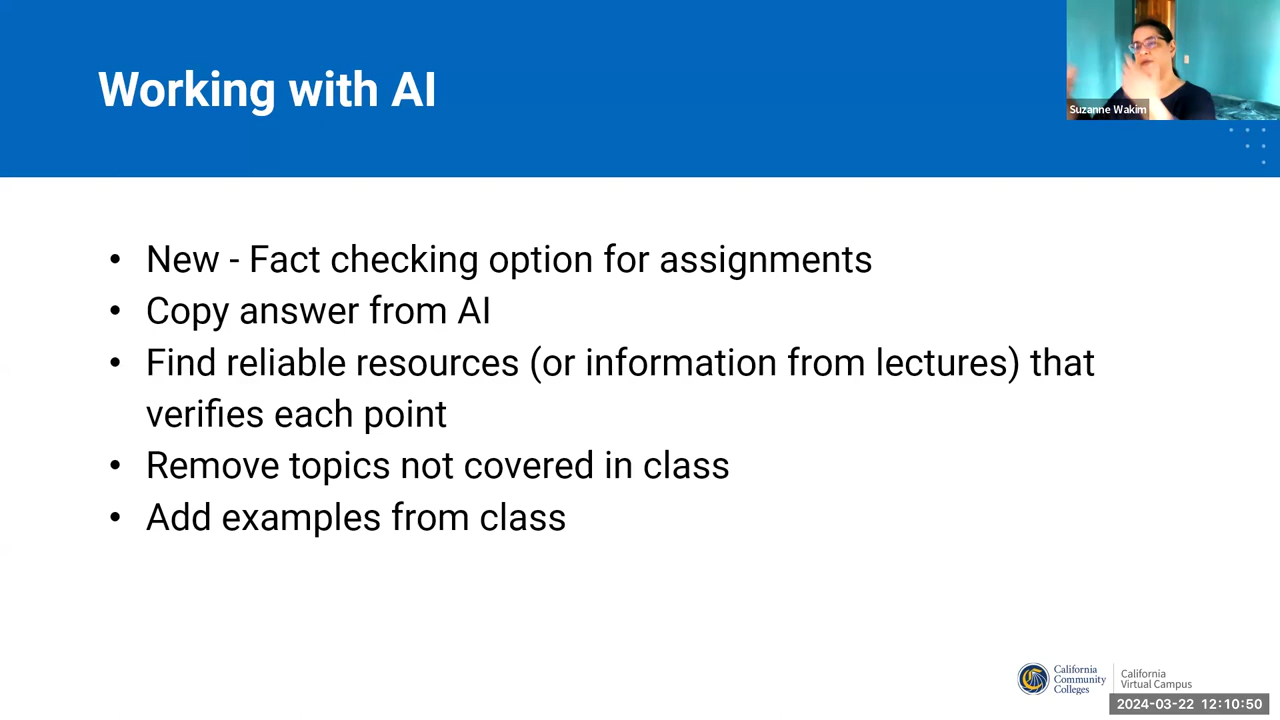 Working with AI
Suzanne Wakim
• New - Fact checking option for assignments
• Copy answer from AI
• Find reliable resources (or information from lectures) that
verifies each point
• Remove topics not covered in class
• Add examples from class
California
Community
Colleges
California
Virtual Campus
2024-03-22 12:10:50